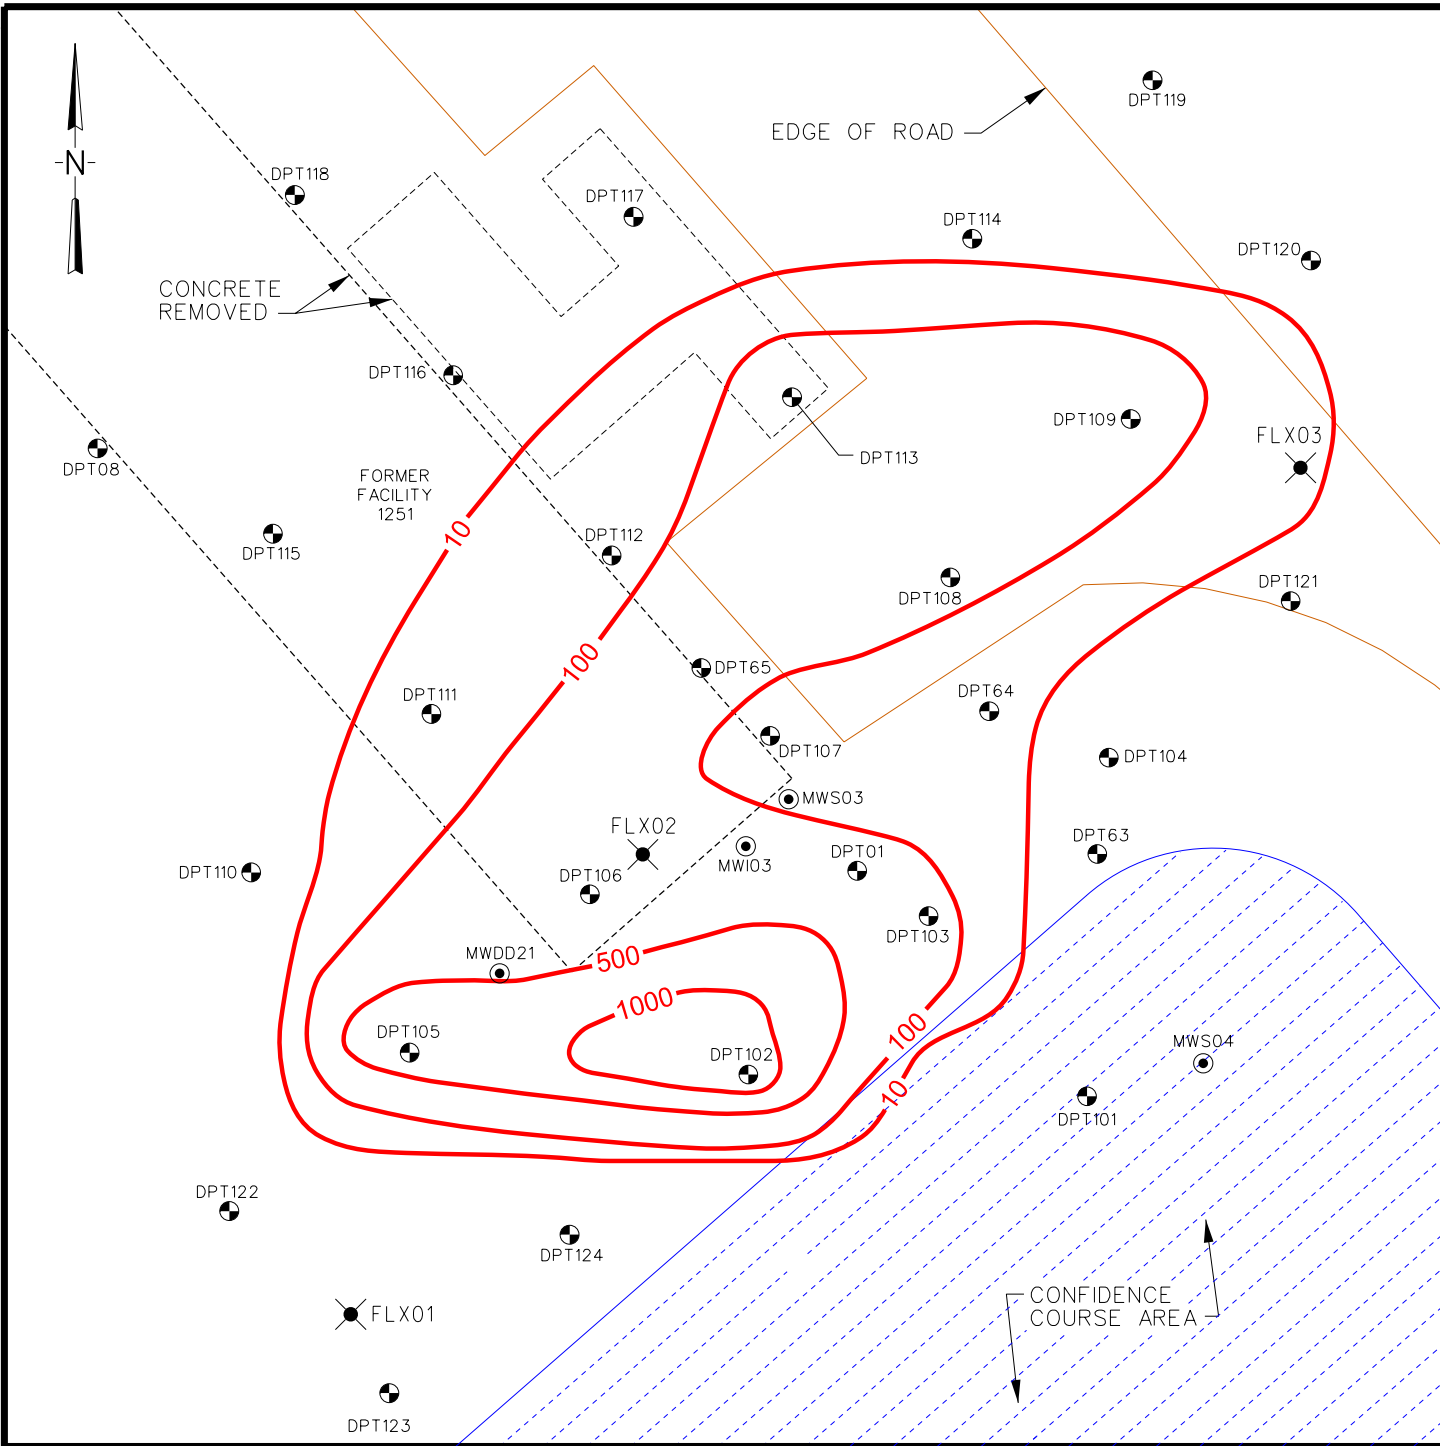 DPT119
EDGE OF ROAD
-N-
DPT118
DPT117
DPT114
DPT120
CONCRETE
REMOVED
DPT116
DPT109
FLX03
DPT113
DPT08
FORMER
FACILITY
1251
10
DPT115
DPT112
DPT121
DPT108
100
DPT65
DPT111
DPT64
DPT107
DPT104
MWS03
FLX02
DPT63
DPT01
MWI03
DPT110
DPT106
DPT103
MWDD21
500
1000
DPT105
100
MWS04
DPT102
10
DPT101
DPT122
DPT124
CONFIDENCE
COURSE AREA
FLX01
DPT123